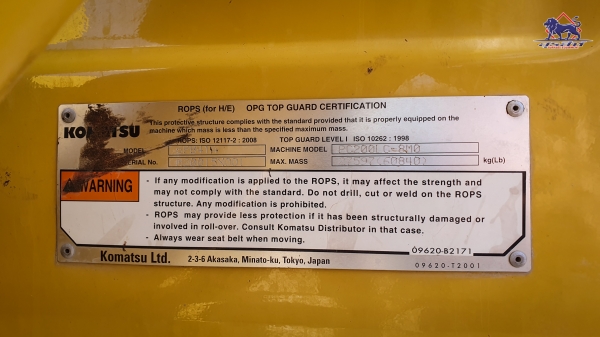 ROPS (for H/E) OPG TOP GUARD CERTIFICATION
This protective structure complies with the standard provided that it is properly equipped on the
machine which mass is less than the specified maximum mass.
KOMATSU
ROPS: ISO 12117-2 : 2008 TOP GUARD LEVEL I ISO 10262 : 1998
MODEL MACHINE MODEL PC200LC-8M0
SERIAL No. MAX. MASS kg(Lb)
WARNING
- If any modification is applied to the ROPS, it may affect the strength and
may not comply with the standard. Do not drill, cut or weld on the ROPS
structure. Any modification is prohibited.
- ROPS may provide less protection if it has been structurally damaged or
involved in roll-over. Consult Komatsu Distributor in that case.
- Always wear seat belt when moving.
09620-B2171
Komatsu Ltd. 2-3-6 Akasaka, Minato-ku, Tokyo, Japan
09620-T2001